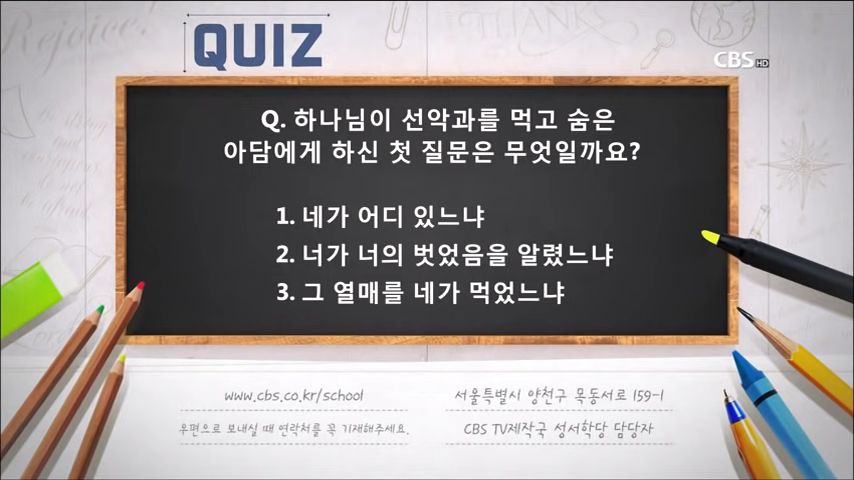 Rejoice!
THANKS
QUIZ
CBS HD
Q. 하나님이 선악과를 먹고 숨은
아담에게 하신 첫 질문은 무엇일까요?
1. 네가 어디 있느냐
2. 너가 너의 벗었음을 알렸느냐
3. 그 열매를 네가 먹었느냐
www.cbs.co.kr/school
서울특별시 양천구 목동서로 159-1
우편으로 보내실 때 연락처를 꼭 기재해주세요.
CBS TV제작국 성서학당 담당자